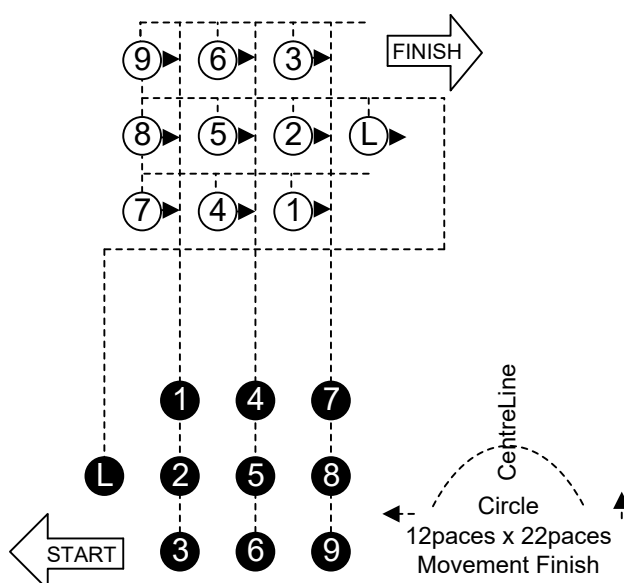 9 6 3 FINISH
8 5 2 L
7 4 1
1 4 7
L 2 5 8
START 3 6 9
CentreLine
Circle
12paces x 22paces
Movement Finish